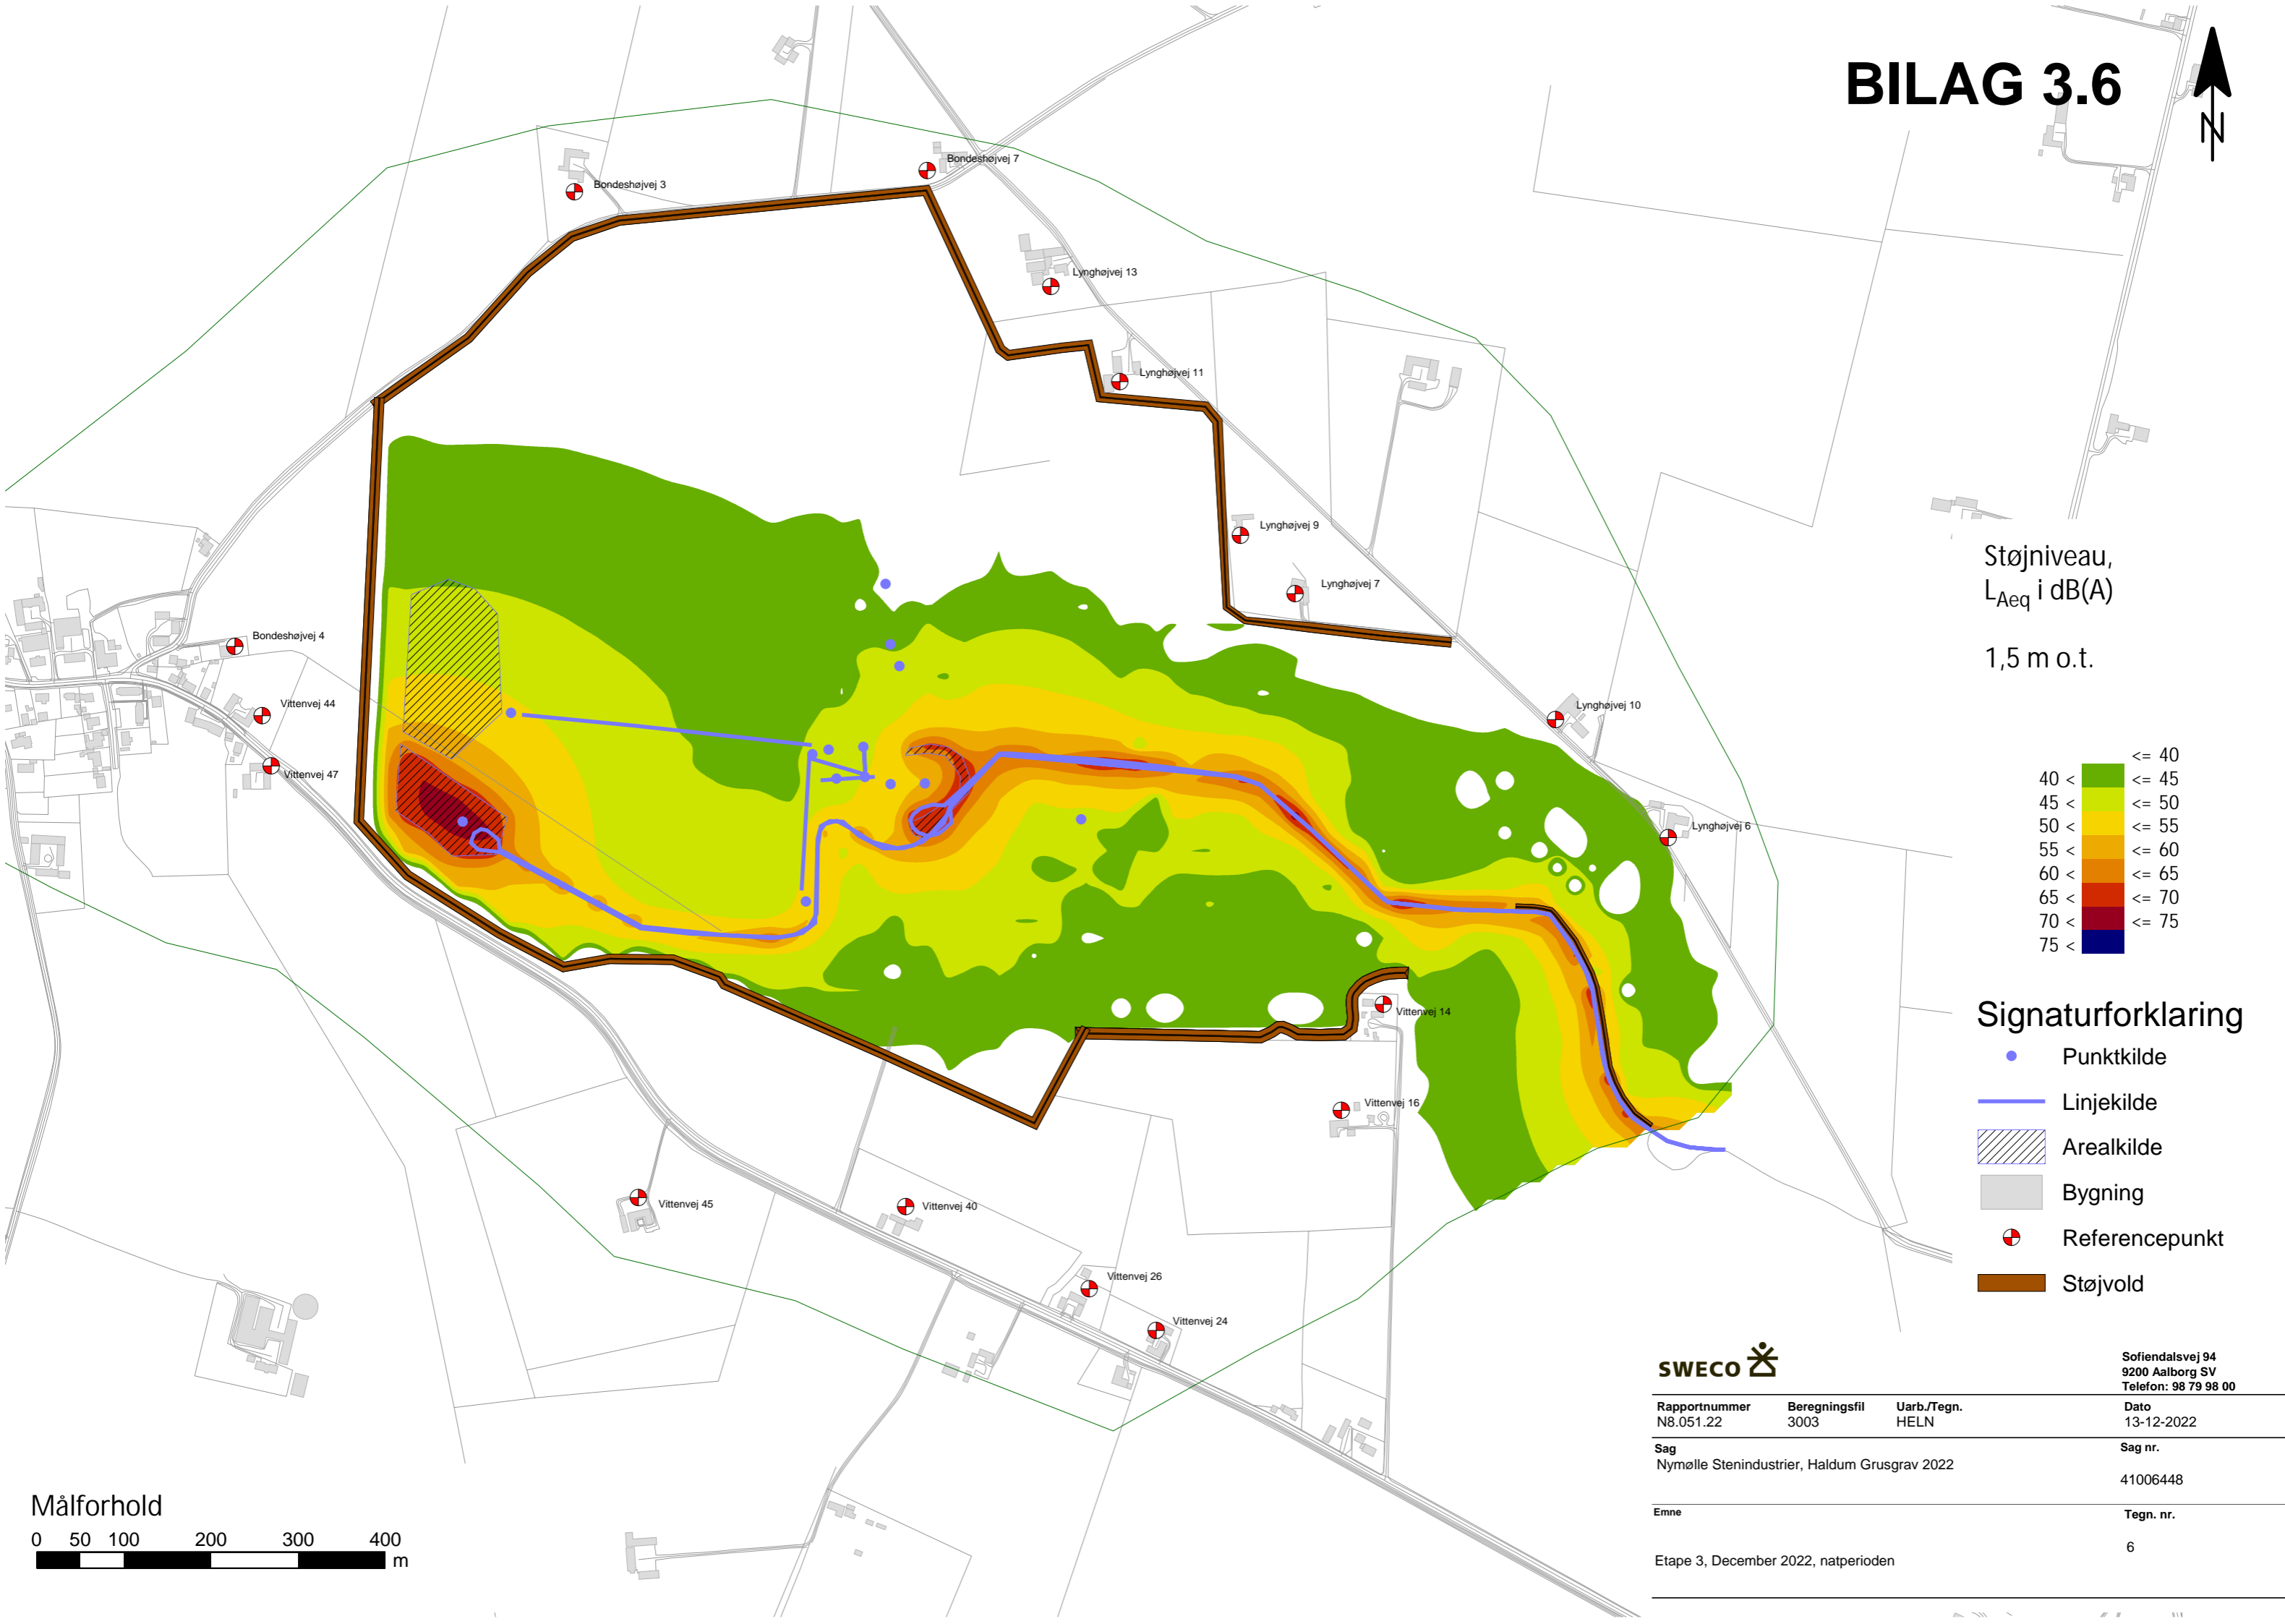 BILAG 3.6
N
Bondeshøjvej 7
Bondeshøjvej 3
Lynghøjvej 13
Lynghøjvej 11
Lynghøjvej 9
Lynghøjvej 7
Bondeshøjvej 4
Vittenvej 44
Vittenvej 47
Lynghøjvej 10
Lynghøjvej 6
Vittenvej 14
Vittenvej 16
Vittenvej 45
Vittenvej 40
Vittenvej 26
Vittenvej 24
Støjniveau,
LAeq i dB(A)
1,5 m o.t.
<= 40
40 < <= 45
45 < <= 50
50 < <= 55
55 < <= 60
60 < <= 65
65 < <= 70
70 < <= 75
75 <
Signaturforklaring
Punktkilde
Linjekilde
Arealkilde
Bygning
Referencepunkt
Støjvold
SWECO
Sofiendalsvej 94
9200 Aalborg SV
Telefon: 98 79 98 00
Rapportnummer Beregningsfil Uarb./Tegn. Dato
N8.051.22 3003 HELN 13-12-2022
Sag Sag nr.
Nymølle Stenindustrier, Haldum Grusgrav 2022
41006448
Emne Tegn. nr.
6
Etape 3, December 2022, natperioden
Målforhold
0 50 100 200 300 400
m